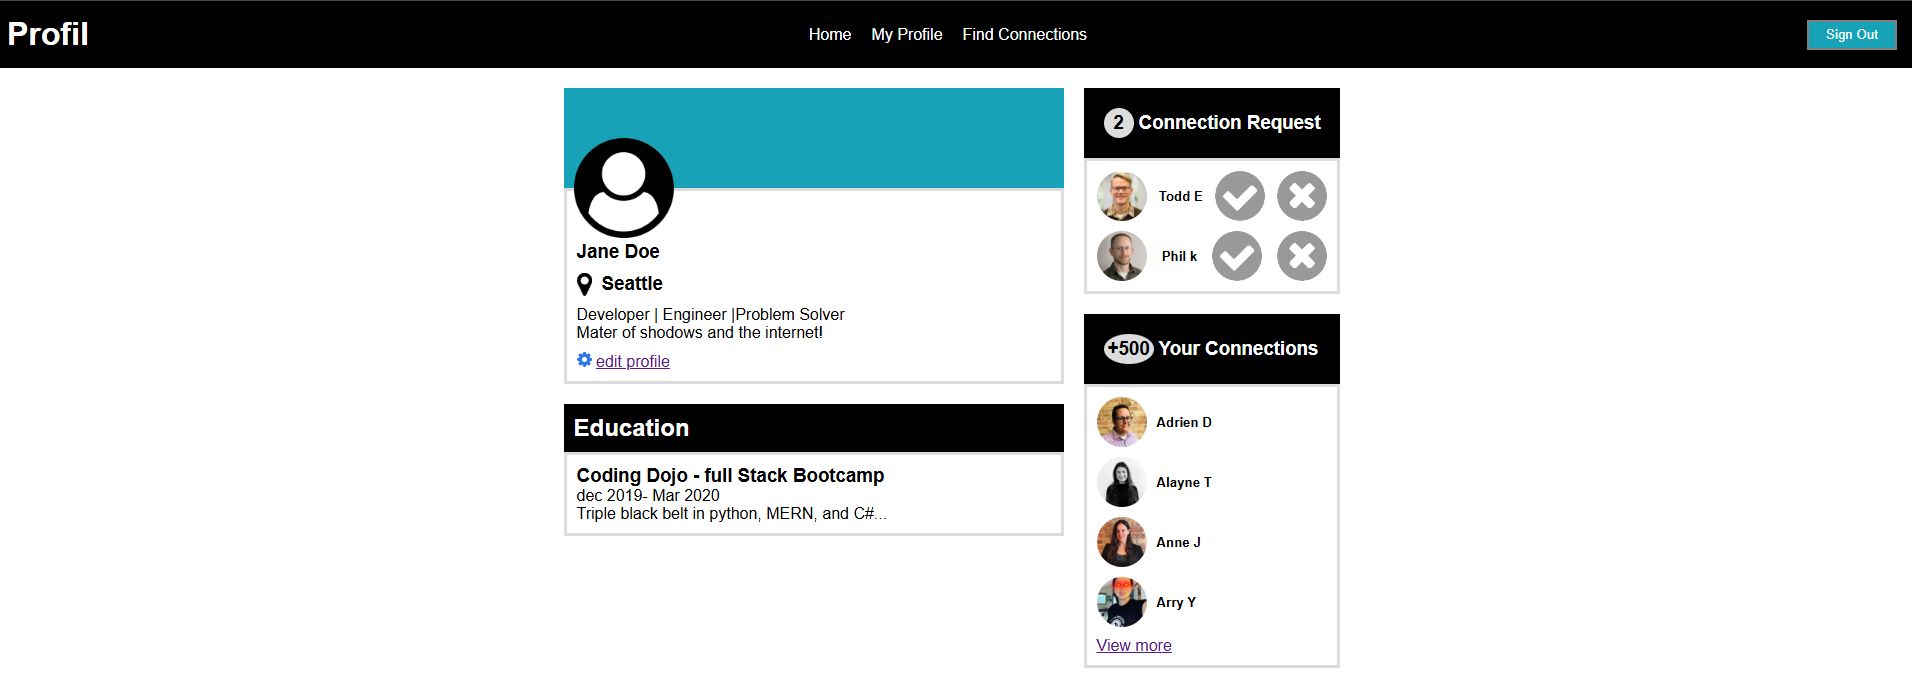 Profil
Home My Profile Find Connections
Sign Out
Jane Doe
Seattle
Developer | Engineer |Problem Solver
Mater of shodows and the internet!
edit profile
Education
Coding Dojo - full Stack Bootcamp
dec 2019- Mar 2020
Triple black belt in python, MERN, and C#...
2 Connection Request
Todd E
Phil k
+500 Your Connections
Adrien D
Alayne T
Anne J
Arry Y
View more